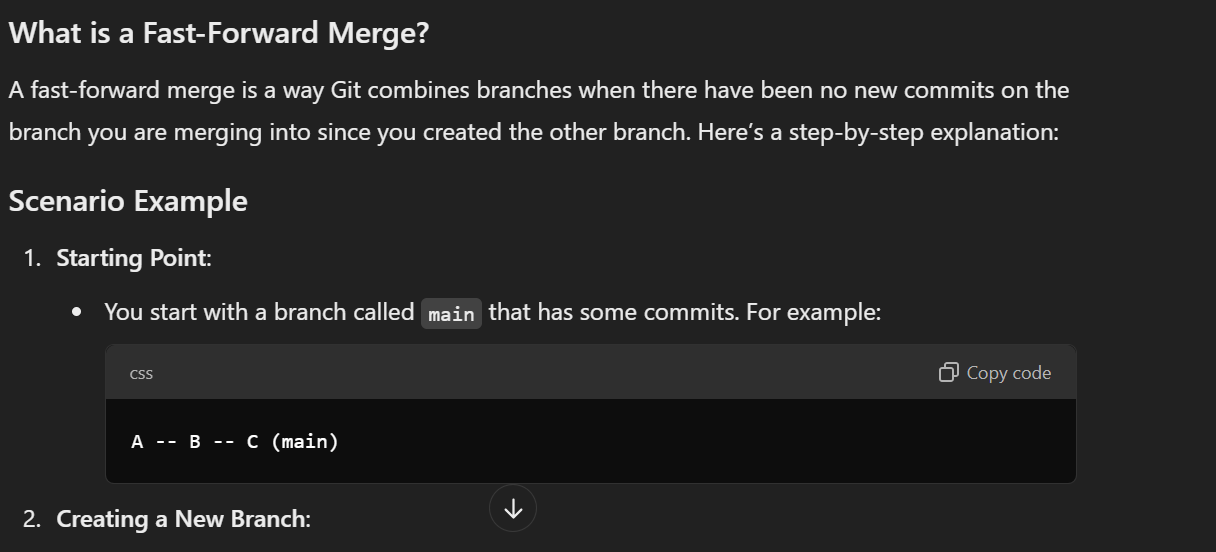 What is a Fast-Forward Merge?
A fast-forward merge is a way Git combines branches when there have been no new commits on the
branch you are merging into since you created the other branch. Here’s a step-by-step explanation:
Scenario Example
1. Starting Point:
• You start with a branch called main that has some commits. For example:
css
Copy code
A -- B -- C (main)
2. Creating a New Branch: